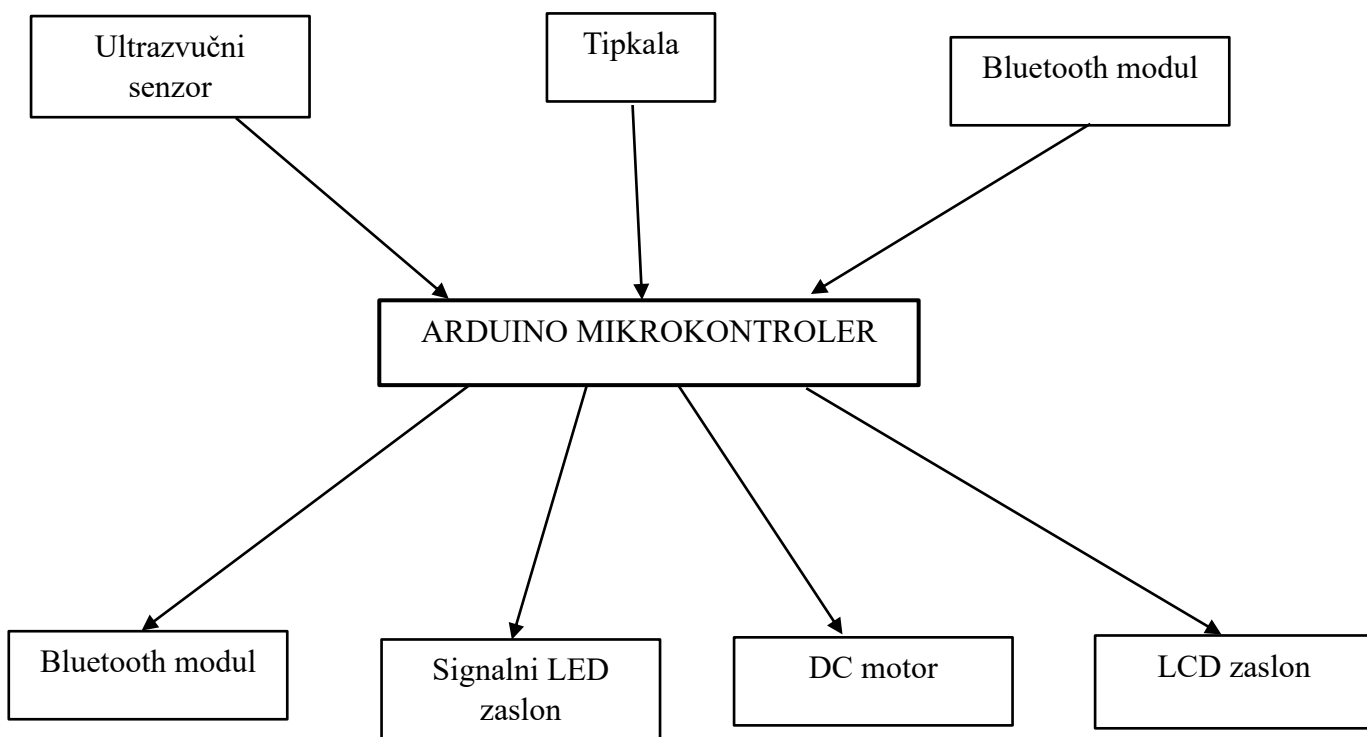 Ultrazvučni
senzor
Tipkala
Bluetooth modul
ARDUINO MIKROKONTROLER
Bluetooth modul
Signalni LED
zaslon
DC motor
LCD zaslon